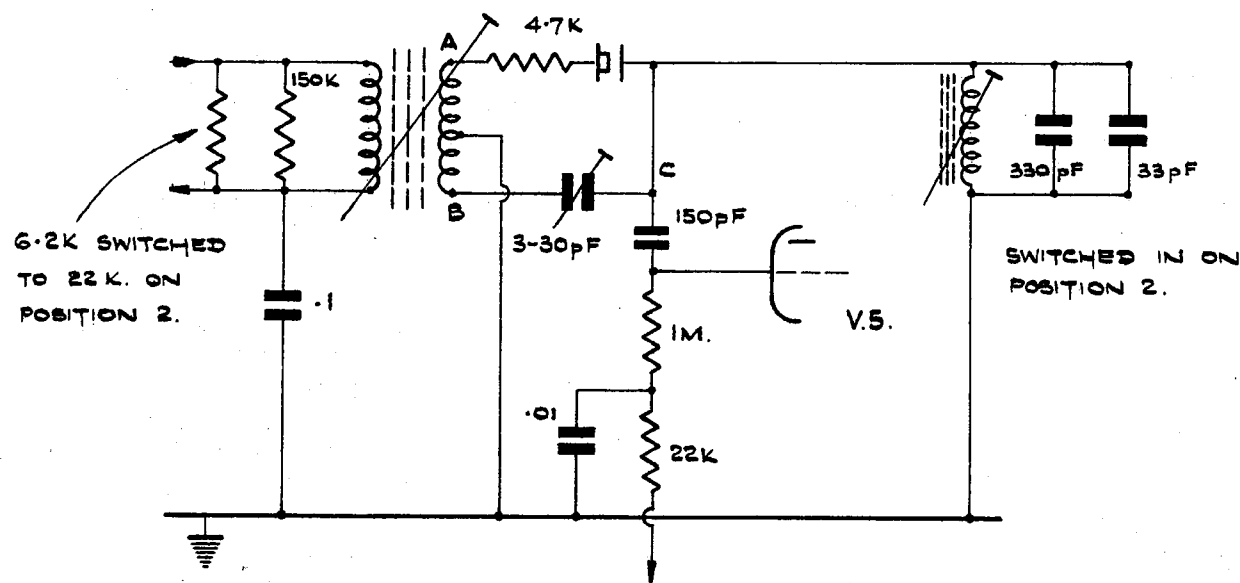 4.7K
A
150K
C
B
330pF
33pF
150pF
3-30pF
6.2K SWITCHED
TO 22K. ON
POSITION 2.
SWITCHED IN ON
POSITION 2.
.1
V.5.
1M.
.01
22K